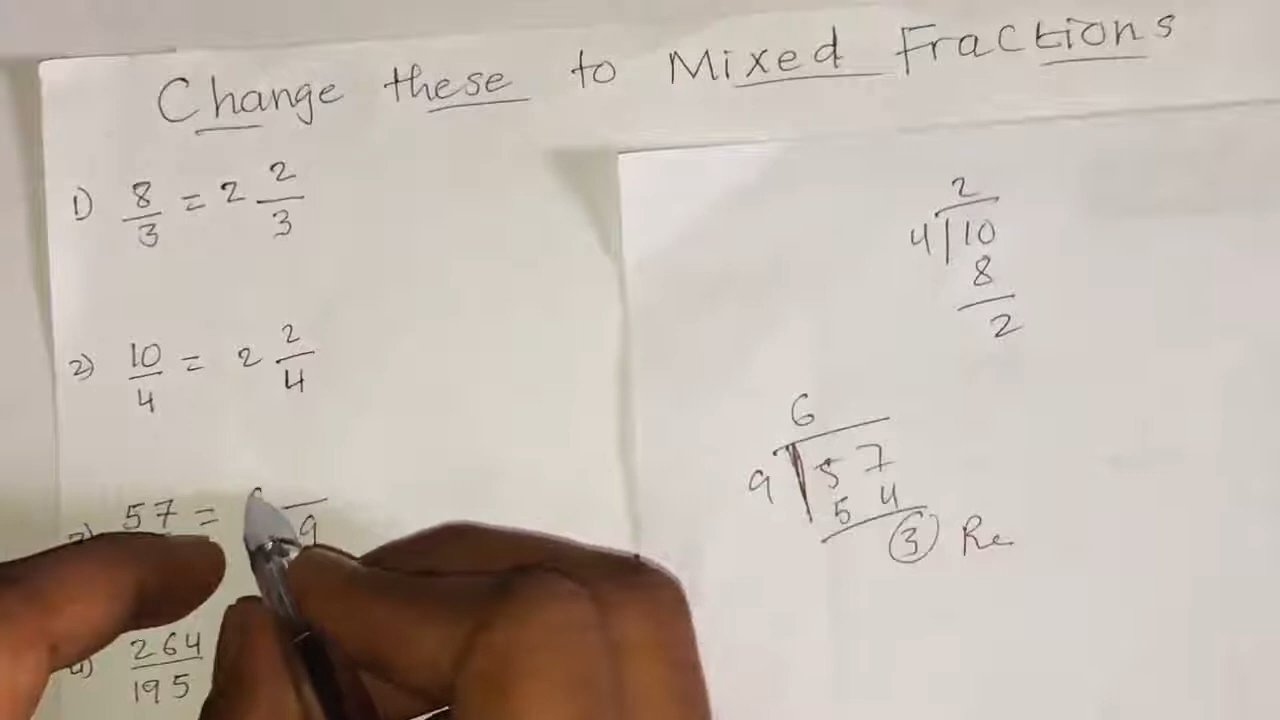 Change these to Mixed Fractions
1) 8/3 = 2 2/3
2) 10/4 = 2 2/4
57 =
9
264/195
2
4 | 10
8
2
6
9 | 57
54
3 Re